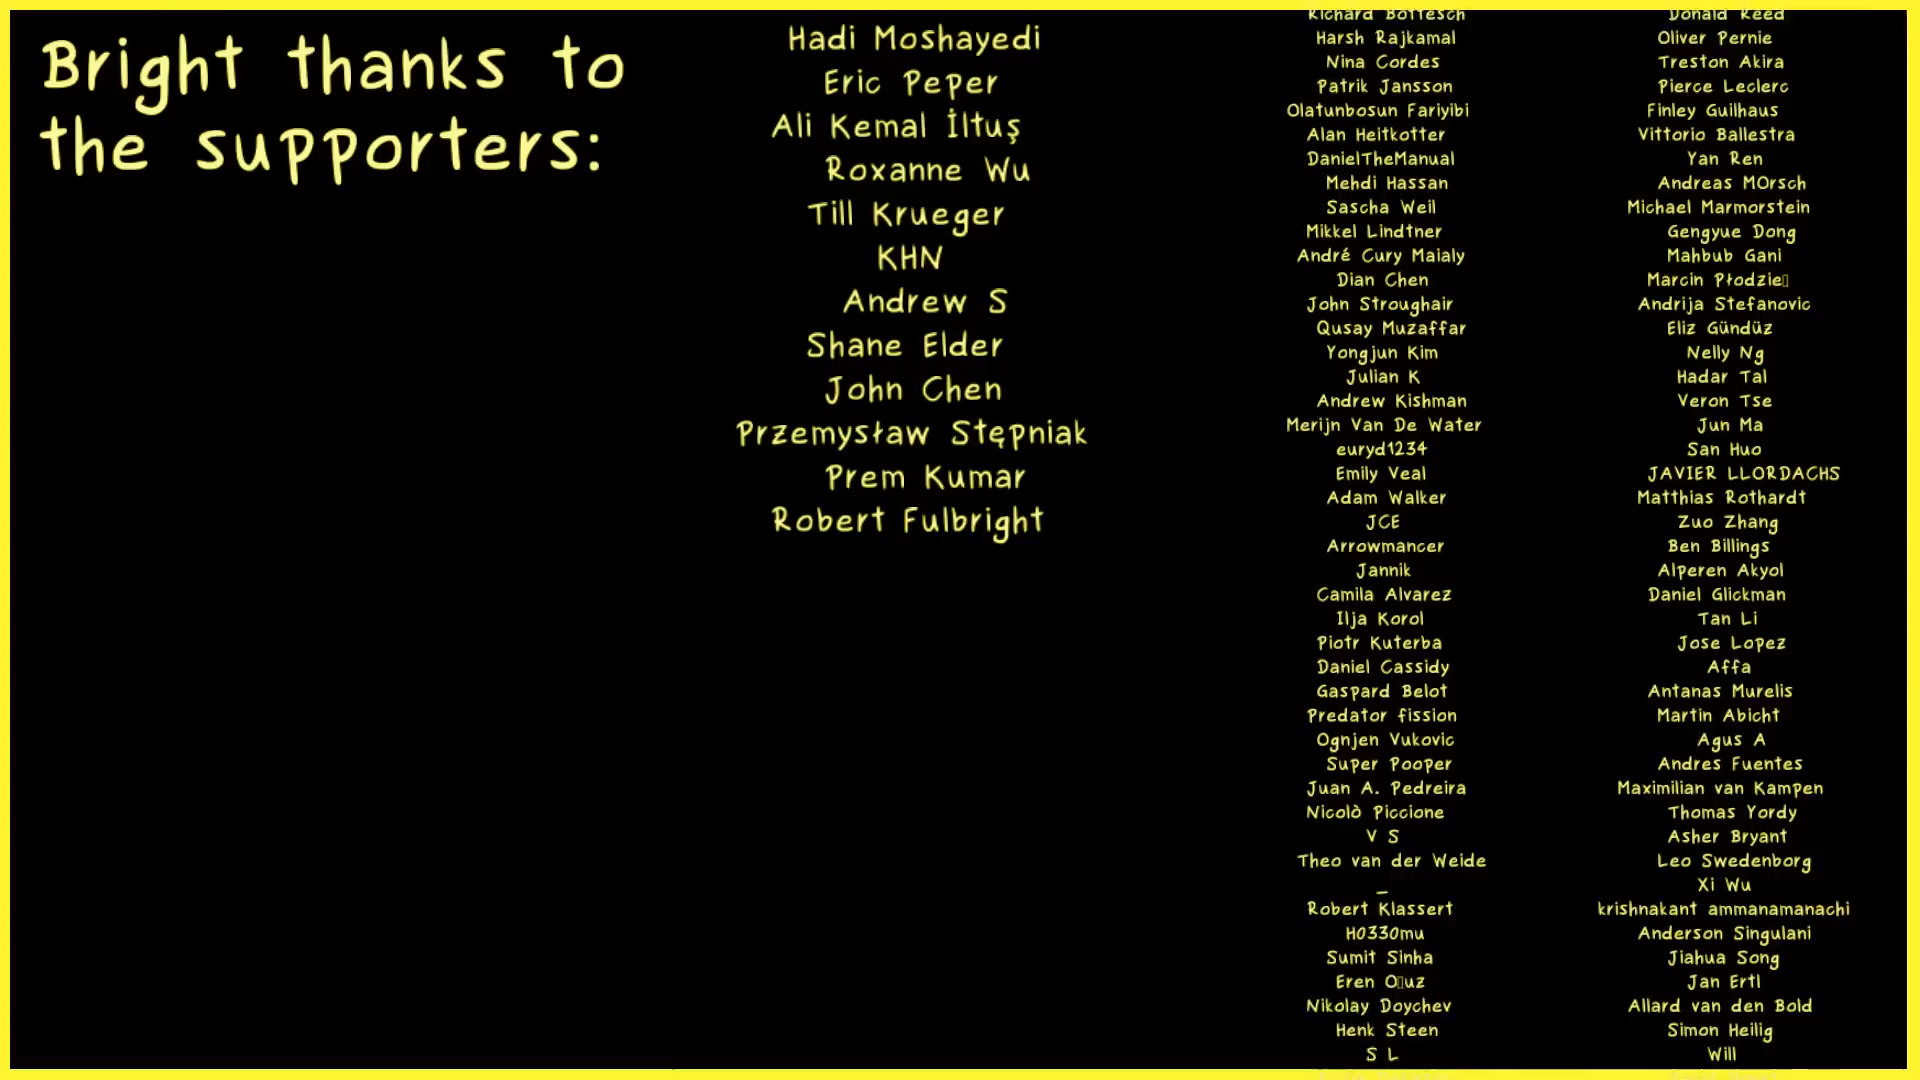 Bright thanks to
the supporters:
Hadi Moshayedi
Eric Peper
Ali Kemal İltuş
Roxanne Wu
Till Krueger
KHN
Andrew S
Shane Elder
John Chen
Przemysław Stępniak
Prem Kumar
Robert Fulbright
Richard Bottesch
Harsh Rajkamal
Nina Cordes
Patrik Jansson
Olatunbosun Fariyibi
Alan Heitkotter
DanielTheManual
Mehdi Hassan
Sascha Weil
Mikkel Lindtner
André Cury Maialy
Dian Chen
John Stroughair
Qusay Muzaffar
Yongjun Kim
Julian K
Andrew Kishman
Merijn Van De Water
euryd1234
Emily Veal
Adam Walker
JCE
Arrowmancer
Jannik
Camila Alvarez
Ilja Korol
Piotr Kuterba
Daniel Cassidy
Gaspard Belot
Predator fission
Ognjen Vukovic
Super Pooper
Juan A. Pedreira
Nicolò Piccione
V S
Theo van der Weide
_
Robert Klassert
H0330mu
Sumit Sinha
Eren O▯uz
Nikolay Doychev
Henk Steen
S L
Donald Reed
Oliver Pernie
Treston Akira
Pierce Leclerc
Finley Guilhaus
Vittorio Ballestra
Yan Ren
Andreas MOrsch
Michael Marmorstein
Gengyue Dong
Mahbub Gani
Marcin Płodzie▯
Andrija Stefanovic
Eliz Gündüz
Nelly Ng
Hadar Tal
Veron Tse
Jun Ma
San Huo
JAVIER LLORDACHS
Matthias Rothardt
Zuo Zhang
Ben Billings
Alperen Akyol
Daniel Glickman
Tan Li
Jose Lopez
Affa
Antanas Murelis
Martin Abicht
Agus A
Andres Fuentes
Maximilian van Kampen
Thomas Yordy
Asher Bryant
Leo Swedenborg
Xi Wu
krishnakant ammanamanachi
Anderson Singulani
Jiahua Song
Jan Ertl
Allard van den Bold
Simon Heilig
Will